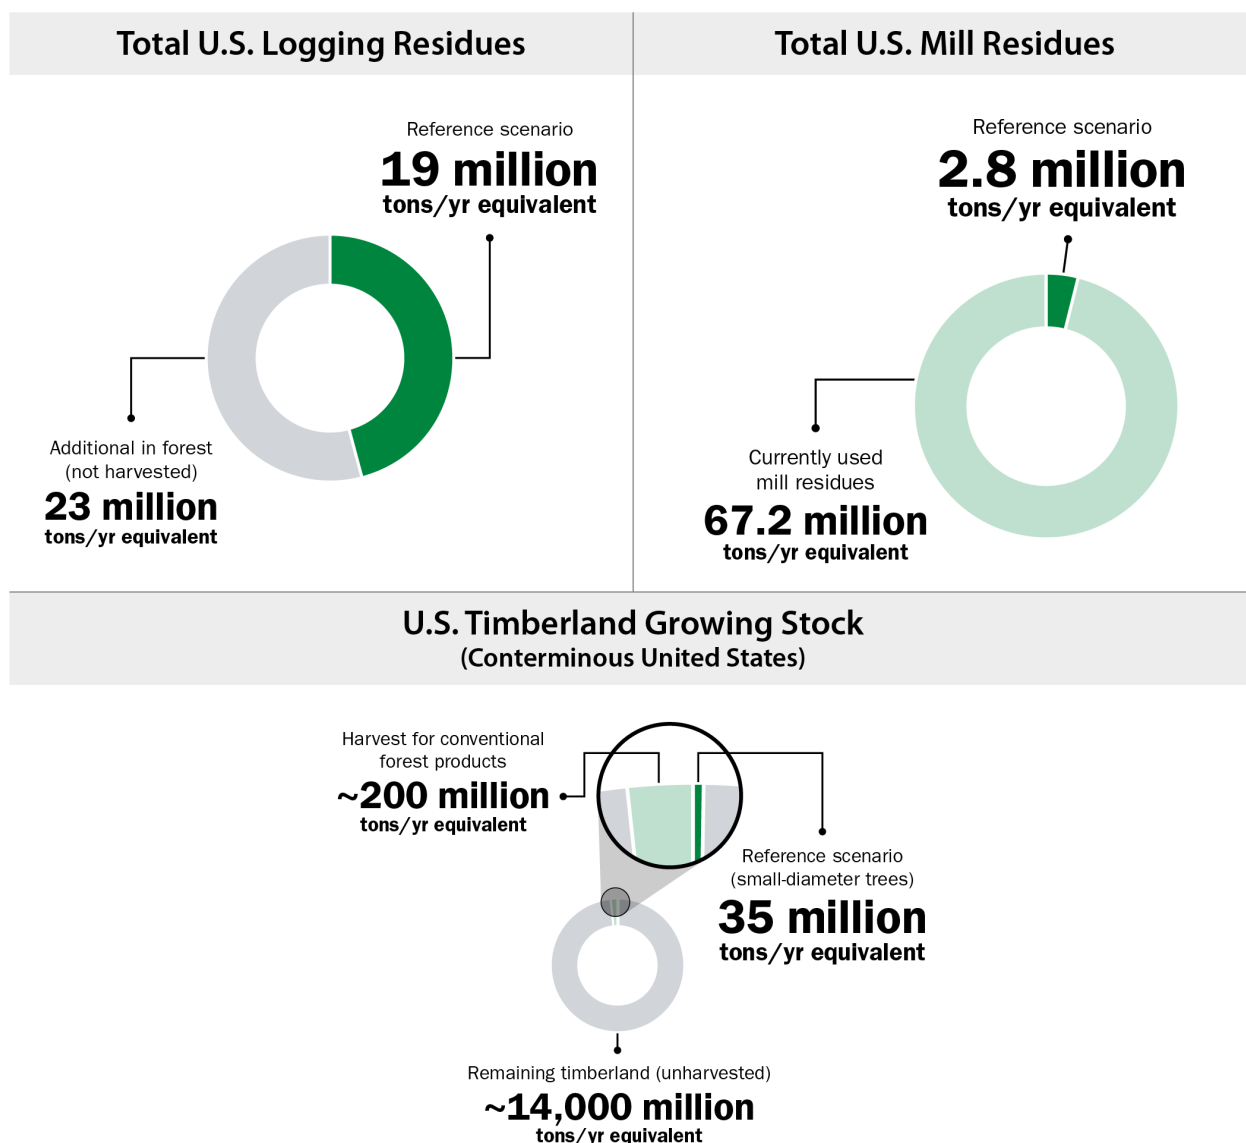 Total U.S. Logging Residues
Reference scenario
19 million
tons/yr equivalent
Additional in forest
(not harvested)
23 million
tons/yr equivalent
Total U.S. Mill Residues
Reference scenario
2.8 million
tons/yr equivalent
Currently used
mill residues
67.2 million
tons/yr equivalent
U.S. Timberland Growing Stock
(Conterminous United States)
Harvest for conventional
forest products
~200 million
tons/yr equivalent
Reference scenario
(small-diameter trees)
35 million
tons/yr equivalent
Remaining timberland (unharvested)
~14,000 million
tons/yr equivalent